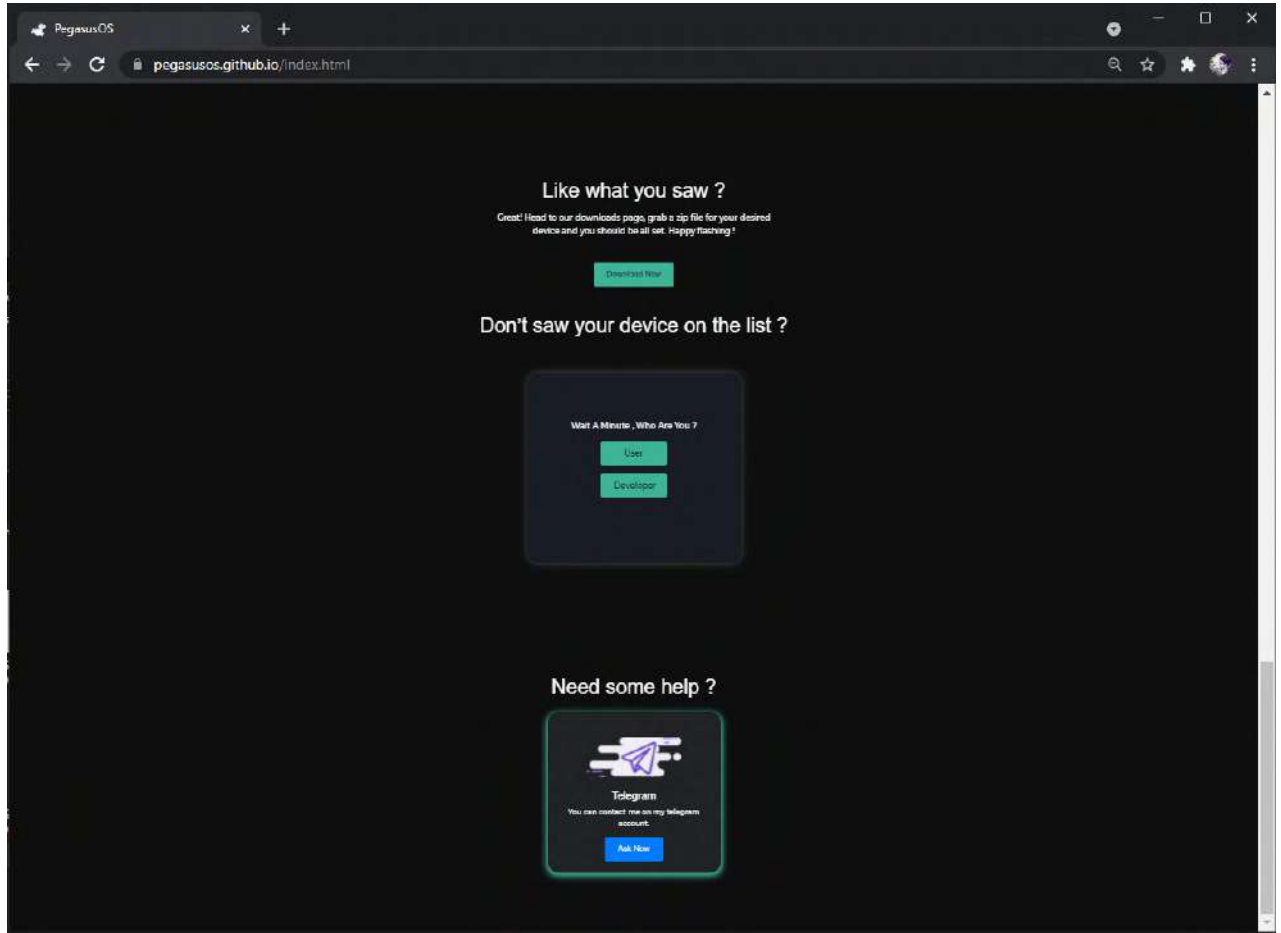 PegasusOS
pegasusos.github.io/index.html
Like what you saw ?
Great! Head to our downloads page, grab a zip file for your desired
device and you should be all set. Happy flashing !
Download Now
Don't saw your device on the list ?
Wait A Minute , Who Are You ?
User
Developer
Need some help ?
Telegram
You can contact me on my telegram
account.
Ask Now